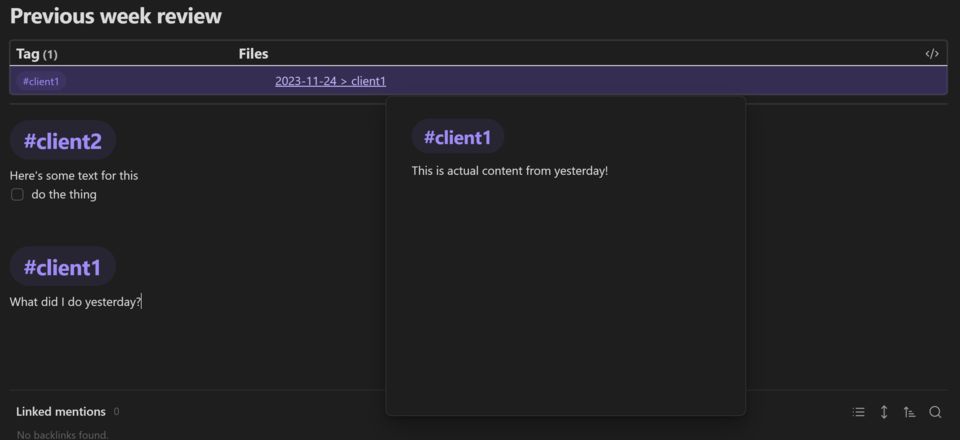 Previous week review
Tag (1) Files </>
#client1 2023-11-24 > client1
#client2
Here's some text for this
do the thing
#client1
What did I do yesterday?
#client1
This is actual content from yesterday!
Linked mentions 0
No backlinks found.